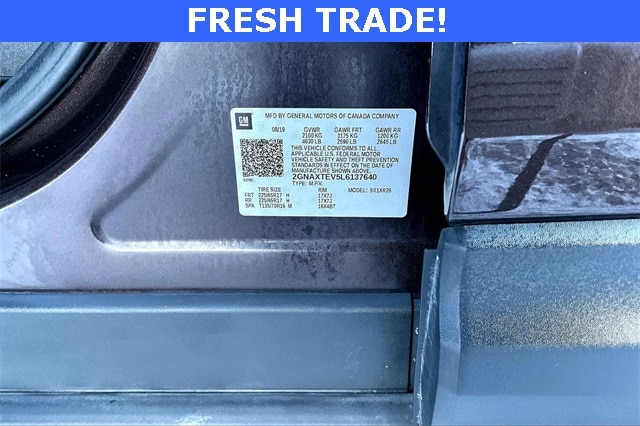 FRESH TRADE!
MFD BY GENERAL MOTORS OF CANADA COMPANY
GM
08/19 GVWR GAWR FRT GAWR RR
2100 KG 1175 KG 1200 KG
4630 LB 2590 LB 2645 LB
THIS VEHICLE CONFORMS TO ALL
APPLICABLE U.S. FEDERAL MOTOR
VEHICLE SAFETY AND THEFT PREVENTION
STANDARDS IN EFFECT ON THE DATE OF
MANUFACTURE SHOWN ABOVE.
2GNAXTEV5L6137640
TYPE: M.P.V.
TIRE SIZE RIM MODEL: 501XR26
FRT 225/65R17 H 17X7J
RR 225/65R17 H 17X7J
SPA T135/70R16 M 16X4BT